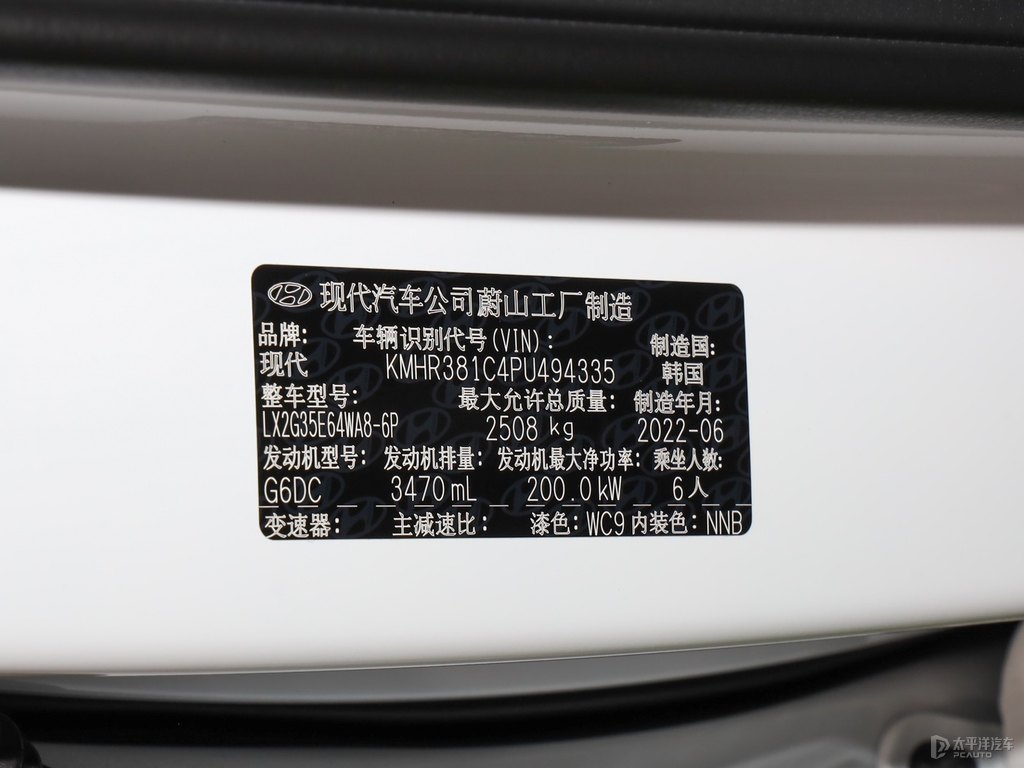 现代汽车公司蔚山工厂制造
品牌: 车辆识别代号(VIN): 制造国:
现代 KMHR381C4PU494335 韩国
整车型号: 最大允许总质量: 制造年月:
LX2G35E64WA8-6P 2508 kg 2022-06
发动机型号: 发动机排量: 发动机最大净功率: 乘坐人数:
G6DC 3470 mL 200.0 kW 6人
变速器: 主减速比: 漆色: WC9 内装色: NNB
太平洋汽车
PCAUTO